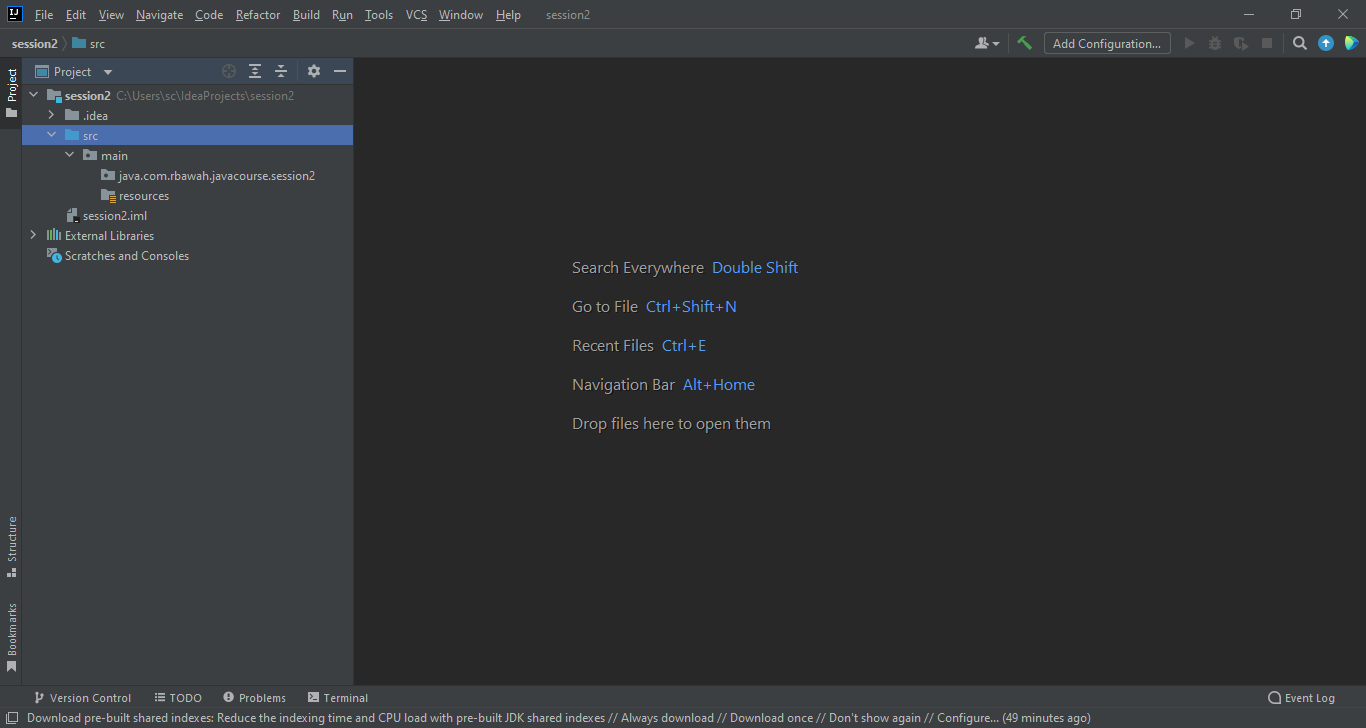 IJ File Edit View Navigate Code Refactor Build Run Tools VCS Window Help session2
session2 src Add Configuration...
Project
Project
session2 C:\Users\sc\IdeaProjects\session2
.idea
src
main
java.com.rbawah.javacourse.session2
resources
session2.iml
External Libraries
Scratches and Consoles
Search Everywhere Double Shift
Go to File Ctrl+Shift+N
Recent Files Ctrl+E
Navigation Bar Alt+Home
Drop files here to open them
Structure
Bookmarks
Version Control TODO Problems Terminal Event Log
Download pre-built shared indexes: Reduce the indexing time and CPU load with pre-built JDK shared indexes // Always download // Download once // Don't show again // Configure... (49 minutes ago)